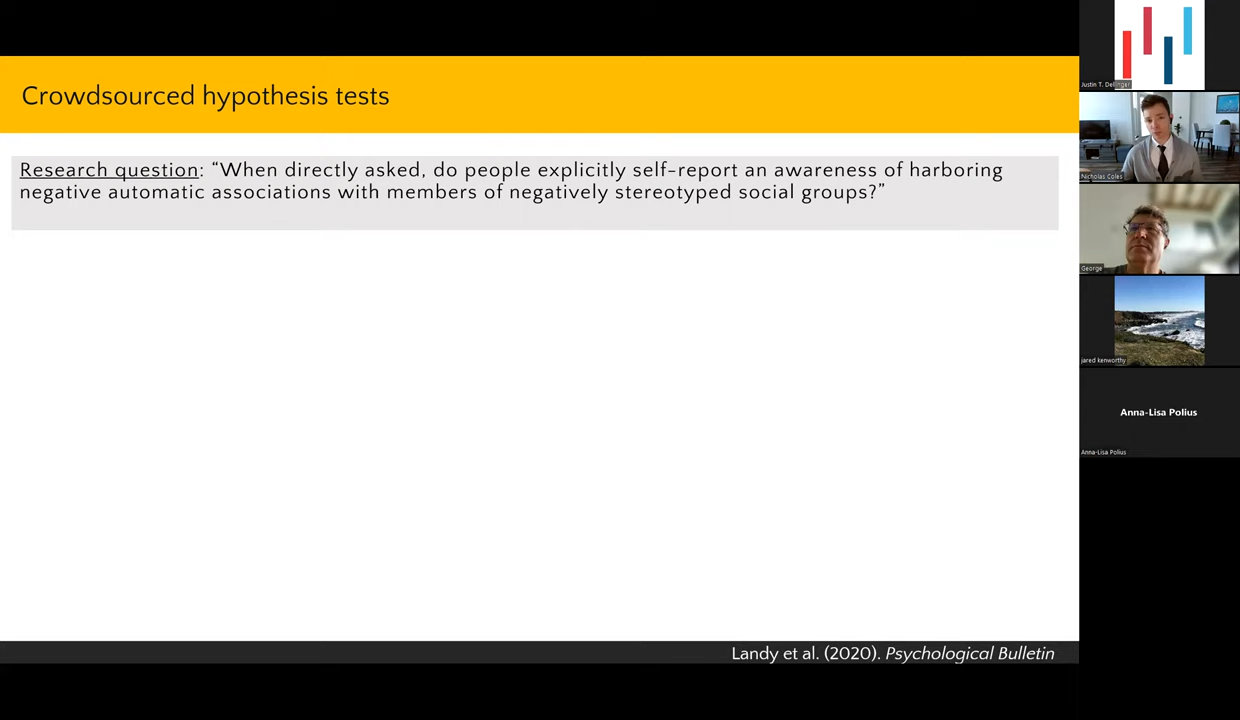 Crowdsourced hypothesis tests
Research question: “When directly asked, do people explicitly self-report an awareness of harboring
negative automatic associations with members of negatively stereotyped social groups?”
Landy et al. (2020). Psychological Bulletin
Justin T. Dellinger
Nicholas Coles
George
jared kenworthy
Anna-Lisa Polius
Anna-Lisa Polius